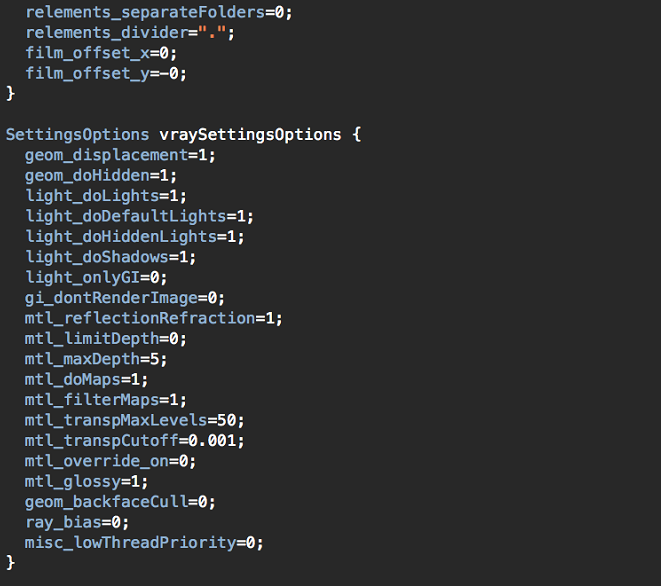 relements_separateFolders=0;
relements_divider=".";
film_offset_x=0;
film_offset_y=-0;
}
SettingsOptions vraySettingsOptions {
geom_displacement=1;
geom_doHidden=1;
light_doLights=1;
light_doDefaultLights=1;
light_doHiddenLights=1;
light_doShadows=1;
light_onlyGI=0;
gi_dontRenderImage=0;
mtl_reflectionRefraction=1;
mtl_limitDepth=0;
mtl_maxDepth=5;
mtl_doMaps=1;
mtl_filterMaps=1;
mtl_transpMaxLevels=50;
mtl_transpCutoff=0.001;
mtl_override_on=0;
mtl_glossy=1;
geom_backfaceCull=0;
ray_bias=0;
misc_lowThreadPriority=0;
}